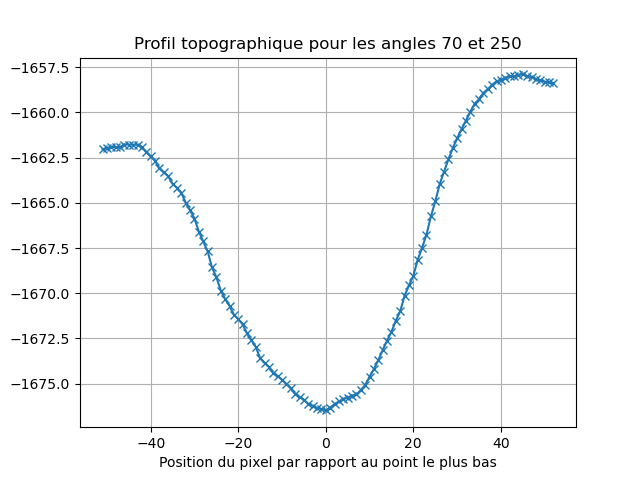 Profil topographique pour les angles 70 et 250
−1657.5
−1660.0
−1662.5
−1665.0
−1667.5
−1670.0
−1672.5
−1675.0
−40 −20 0 20 40
Position du pixel par rapport au point le plus bas